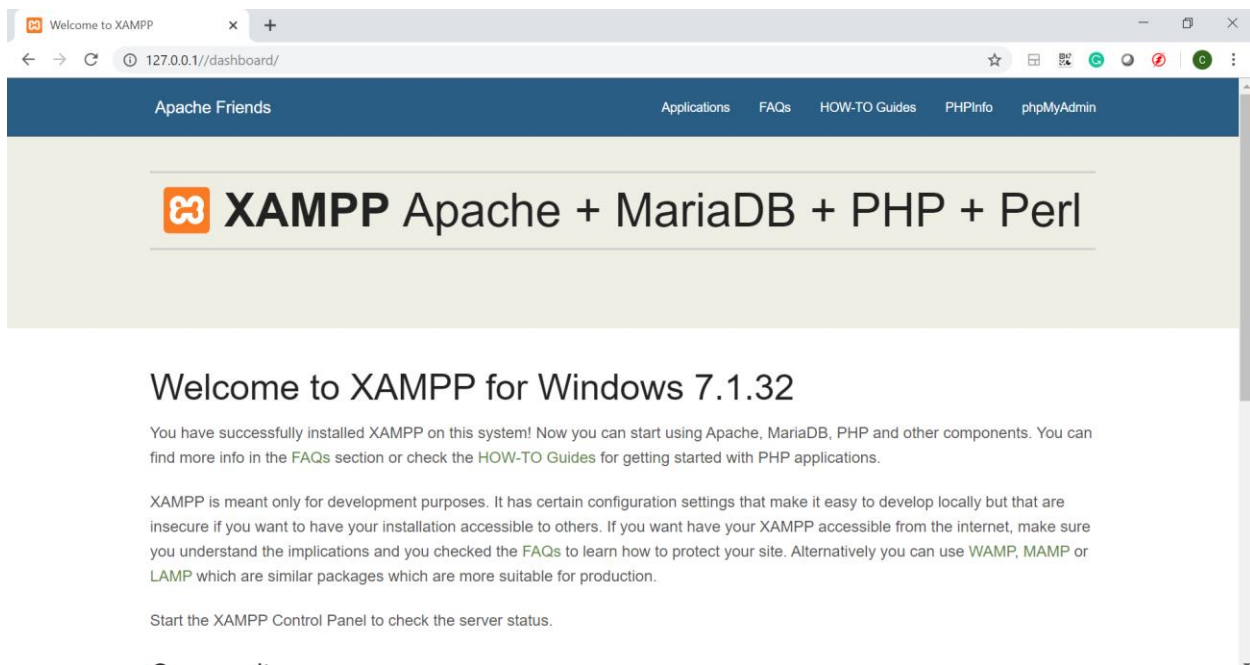 Welcome to XAMPP
127.0.0.1//dashboard/
C
Apache Friends
Applications FAQs HOW-TO Guides PHPInfo phpMyAdmin
XAMPP Apache + MariaDB + PHP + Perl
Welcome to XAMPP for Windows 7.1.32
You have successfully installed XAMPP on this system! Now you can start using Apache, MariaDB, PHP and other components. You can
find more info in the FAQs section or check the HOW-TO Guides for getting started with PHP applications.
XAMPP is meant only for development purposes. It has certain configuration settings that make it easy to develop locally but that are
insecure if you want to have your installation accessible to others. If you want have your XAMPP accessible from the internet, make sure
you understand the implications and you checked the FAQs to learn how to protect your site. Alternatively you can use WAMP, MAMP or
LAMP which are similar packages which are more suitable for production.
Start the XAMPP Control Panel to check the server status.